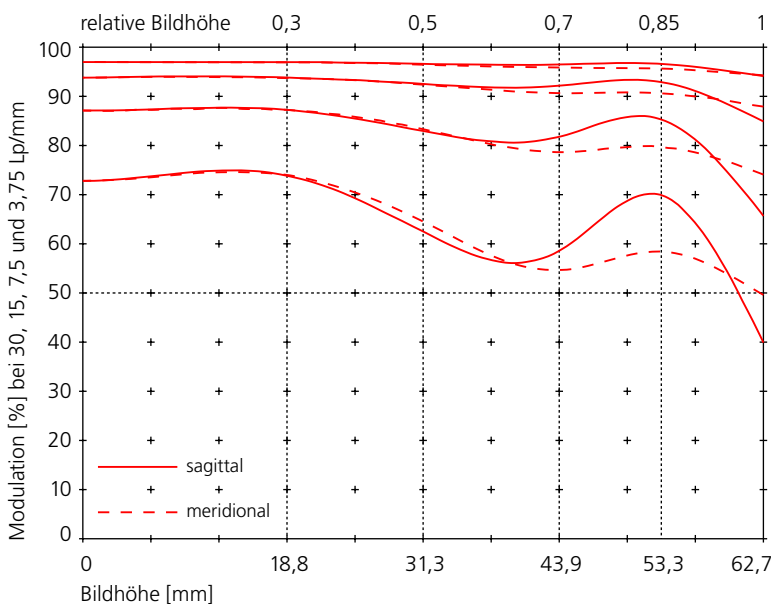 relative Bildhöhe 0,3 0,5 0,7 0,85 1
Modulation [%] bei 30, 15, 7,5 und 3,75 Lp/mm
100
90
80
70
60
50
40
30
20
10
0
sagittal
meridional
0 18,8 31,3 43,9 53,3 62,7
Bildhöhe [mm]